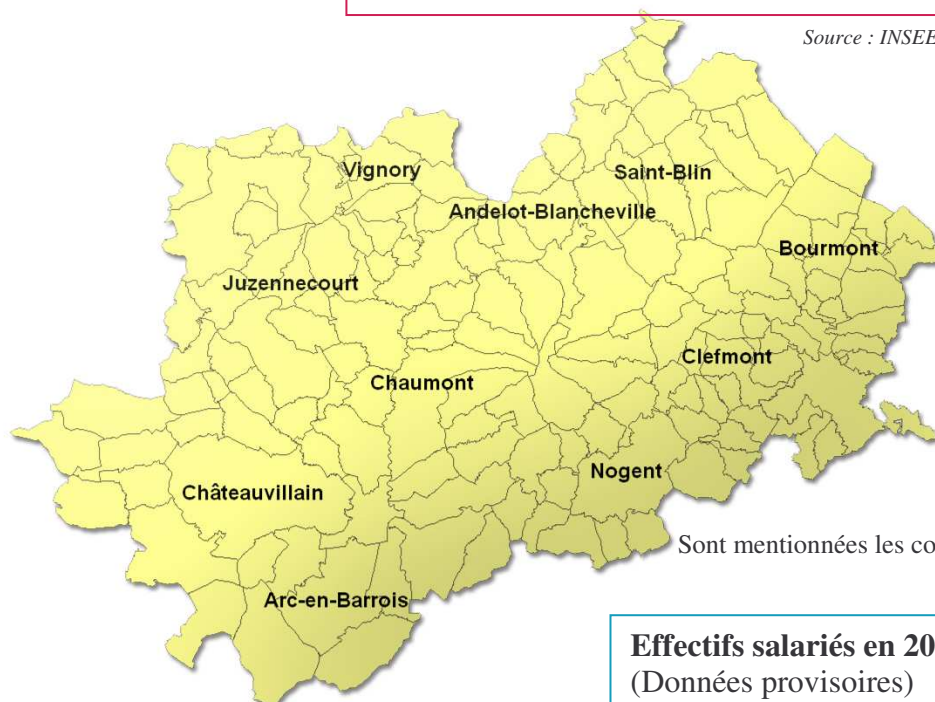 Source : INSEE
Vignory
Saint-Blin
Andelot-Blancheville
Bourmont
Juzennecourt
Clefmont
Chaumont
Nogent
Châteauvillain
Sont mentionnées les co
Arc-en-Barrois
Effectifs salariés en 20
(Données provisoires)